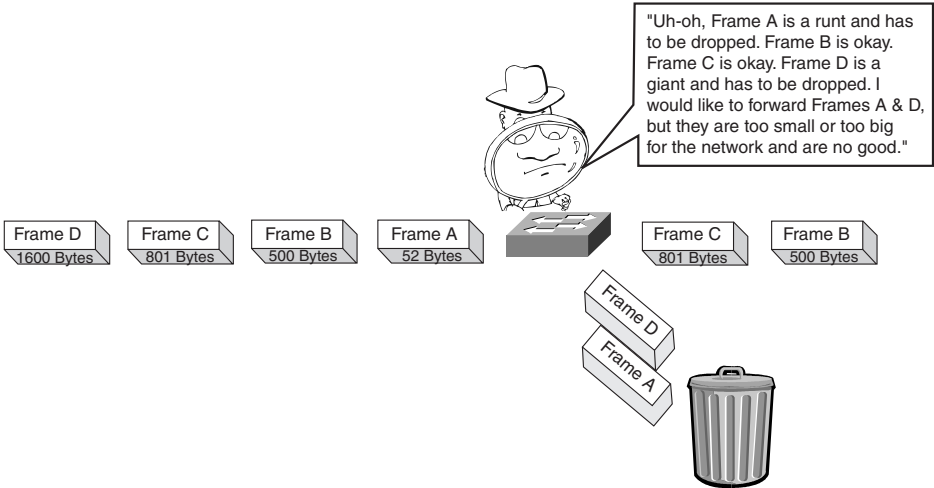 "Uh-oh, Frame A is a runt and has
to be dropped. Frame B is okay.
Frame C is okay. Frame D is a
giant and has to be dropped. I
would like to forward Frames A & D,
but they are too small or too big
for the network and are no good."
Frame D
1600 Bytes
Frame C
801 Bytes
Frame B
500 Bytes
Frame A
52 Bytes
Frame C
801 Bytes
Frame B
500 Bytes
Frame D
Frame A